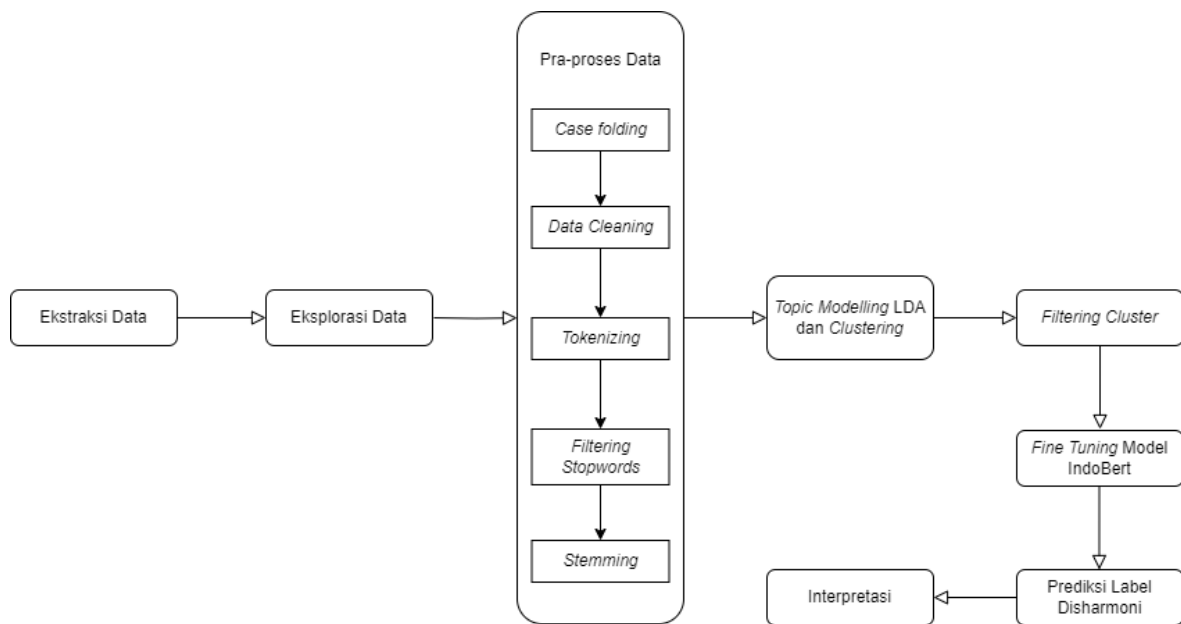 Ekstraksi Data
Eksplorasi Data
Pra-proses Data
Case folding
Data Cleaning
Tokenizing
Filtering
Stopwords
Stemming
Topic Modelling LDA
dan Clustering
Filtering Cluster
Fine Tuning Model
IndoBert
Prediksi Label
Disharmoni
Interpretasi